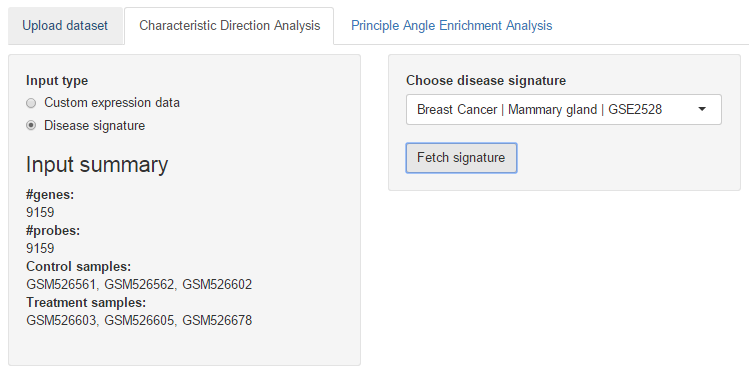 Upload dataset
Characteristic Direction Analysis
Principle Angle Enrichment Analysis
Input type
Custom expression data
Disease signature
Input summary
#genes:
9159
#probes:
9159
Control samples:
GSM526561, GSM526562, GSM526602
Treatment samples:
GSM526603, GSM526605, GSM526678
Choose disease signature
Breast Cancer | Mammary gland | GSE2528
Fetch signature